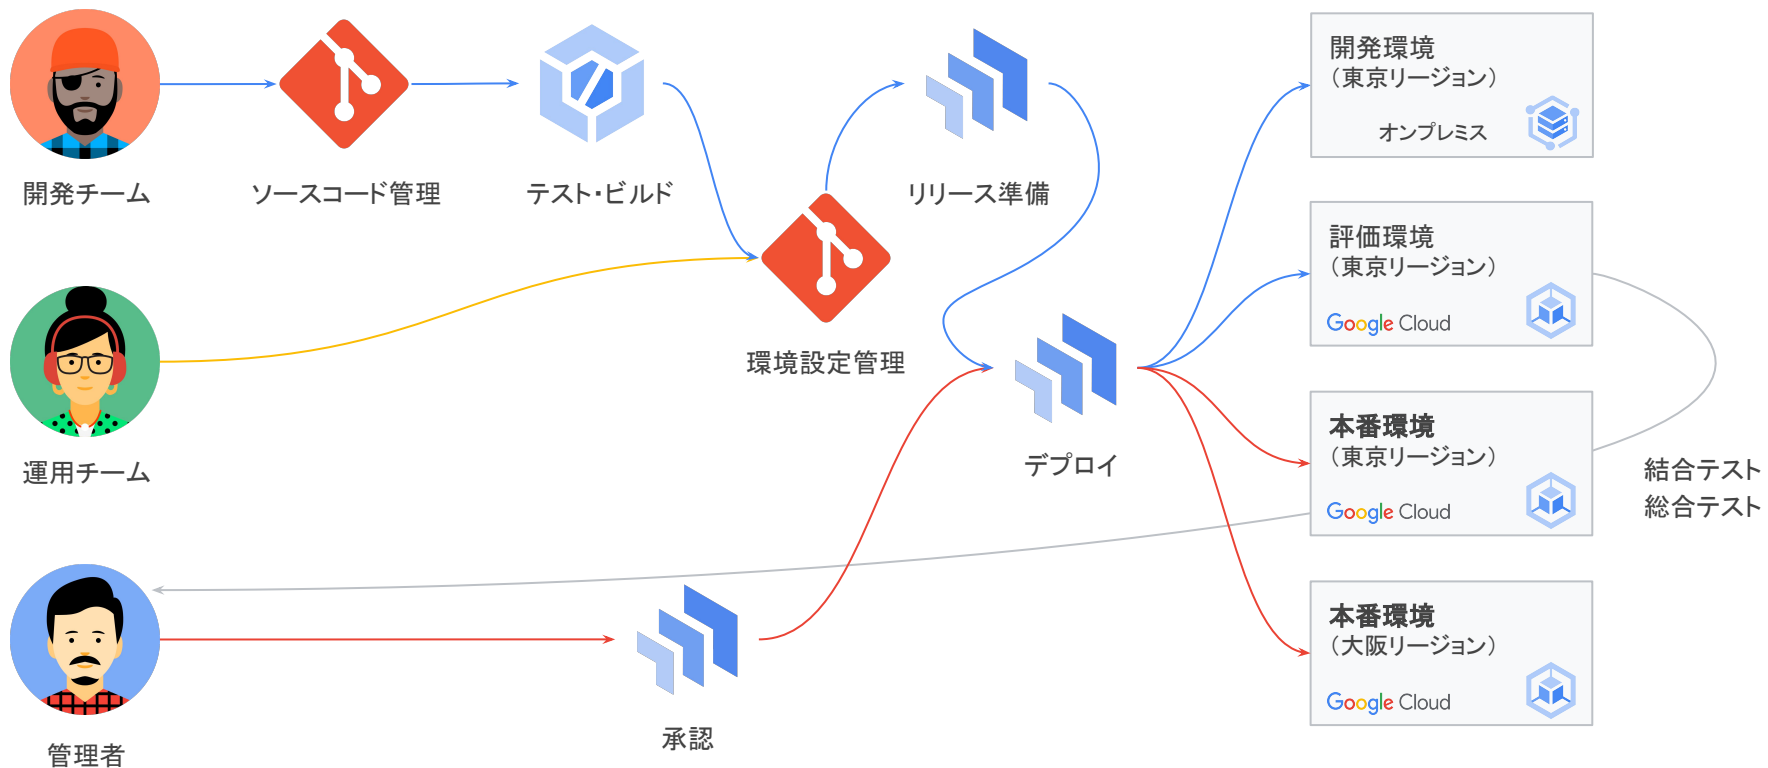 開発チーム
ソースコード管理
テスト・ビルド
リリース準備
環境設定管理
運用チーム
デプロイ
管理者
承認
開発環境
（東京リージョン）
オンプレミス
評価環境
（東京リージョン）
Google Cloud
本番環境
（東京リージョン）
Google Cloud
結合テスト
総合テスト
本番環境
（大阪リージョン）
Google Cloud